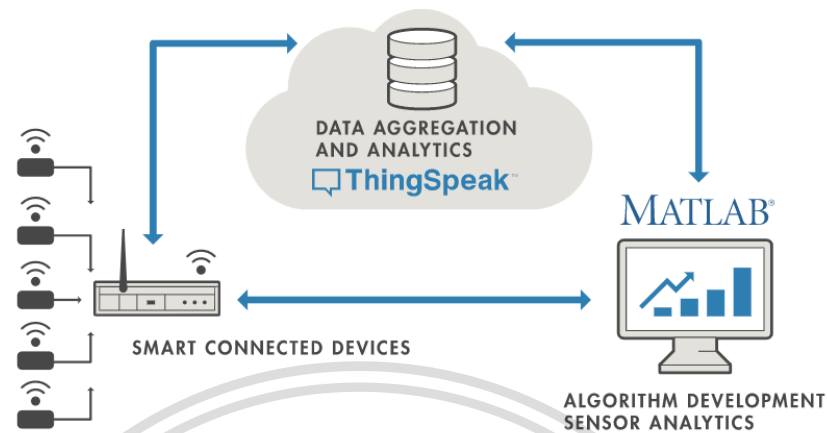 DATA AGGREGATION
AND ANALYTICS
ThingSpeak™
MATLAB®
SMART CONNECTED DEVICES
ALGORITHM DEVELOPMENT
SENSOR ANALYTICS